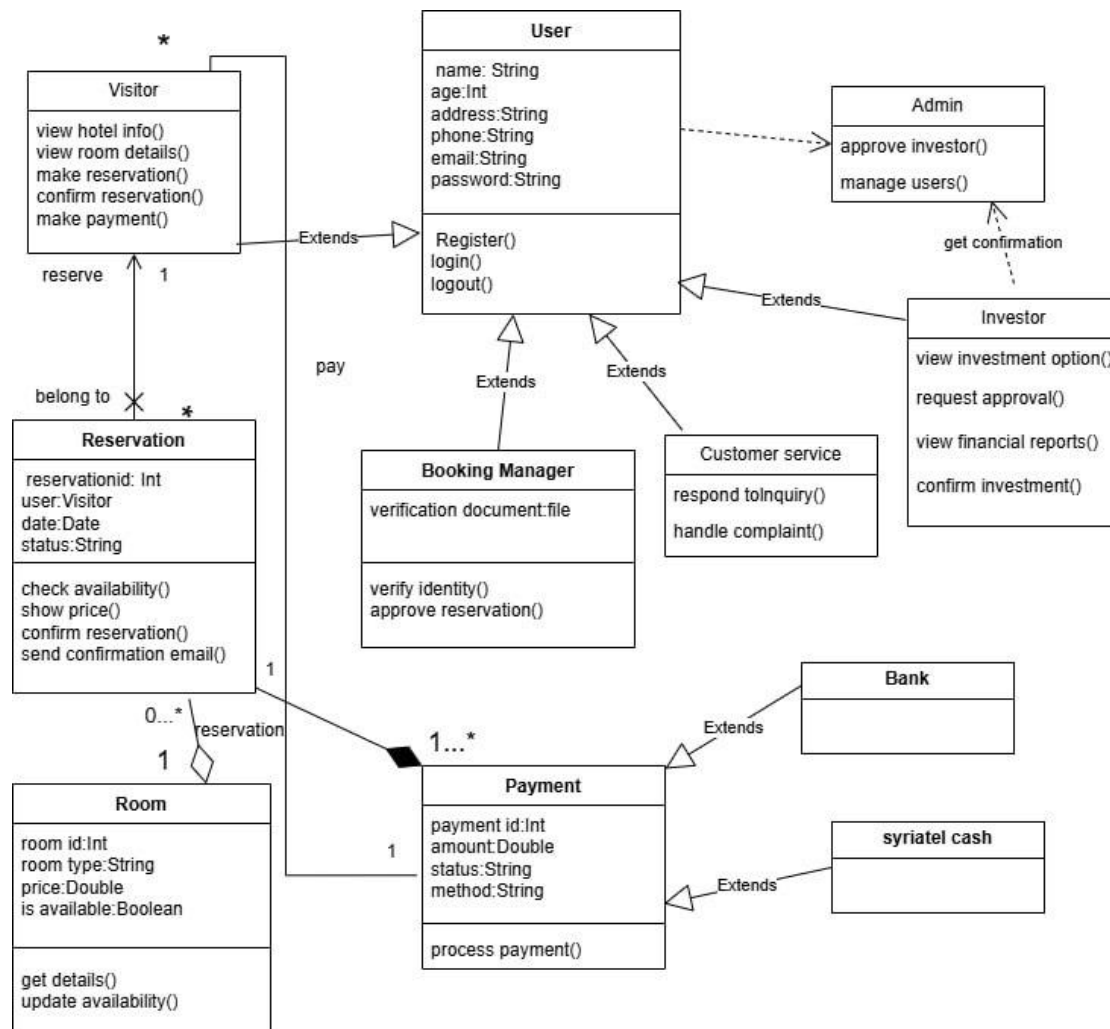 *
Visitor
view hotel info()
view room details()
make reservation()
confirm reservation()
make payment()
User
name: String
age:Int
address:String
phone:String
email:String
password:String
Register()
login()
logout()
Admin
approve investor()
manage users()
get confirmation
Extends
Extends
Investor
view investment option()
request approval()
view financial reports()
confirm investment()
reserve
1
pay
Extends
Extends
belong to
*
Reservation
reservationid: Int
user:Visitor
date:Date
status:String
check availability()
show price()
confirm reservation()
send confirmation email()
Booking Manager
verification document:file
verify identity()
approve reservation()
Customer service
respond toInquiry()
handle complaint()
1
0...*
reservation
1
1...*
Room
room id:Int
room type:String
price:Double
is available:Boolean
get details()
update availability()
1
Payment
payment id:Int
amount:Double
status:String
method:String
process payment()
Extends
Bank
Extends
syriatel cash